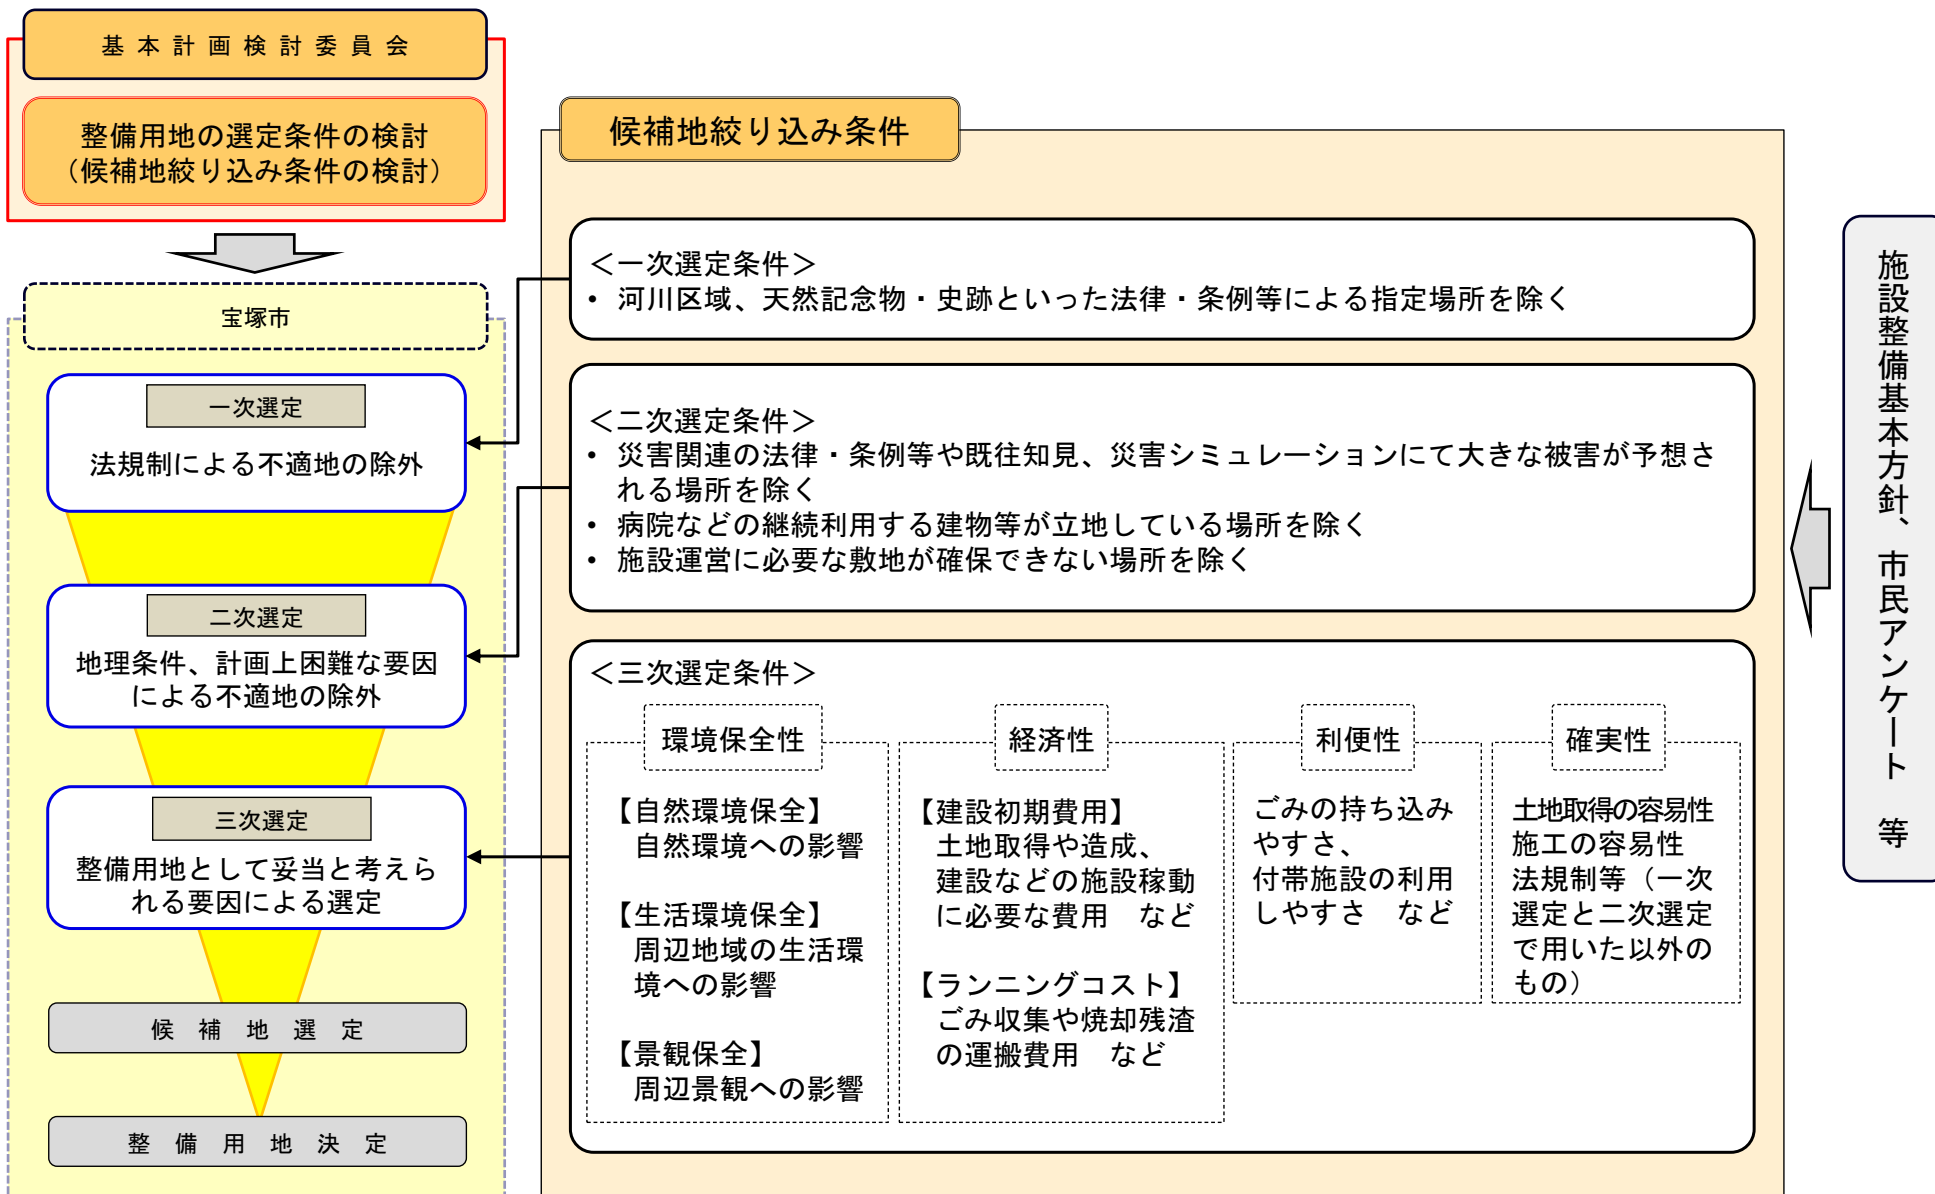 基本計画検討委員会
整備用地の選定条件の検討
（候補地絞り込み条件の検討）
宝塚市
一次選定
法規制による不適地の除外
二次選定
地理条件、計画上困難な要因
による不適地の除外
三次選定
整備用地として妥当と考えら
れる要因による選定
候補地選定
整備用地決定
候補地絞り込み条件
＜一次選定条件＞
• 河川区域、天然記念物・史跡といった法律・条例等による指定場所を除く
＜二次選定条件＞
• 災害関連の法律・条例等や既往知見、災害シミュレーションにて大きな被害が予想さ
れる場所を除く
• 病院などの継続利用する建物等が立地している場所を除く
• 施設運営に必要な敷地が確保できない場所を除く
＜三次選定条件＞
環境保全性
【自然環境保全】
自然環境への影響
【生活環境保全】
周辺地域の生活環
境への影響
【景観保全】
周辺景観への影響
経済性
【建設初期費用】
土地取得や造成、
建設などの施設稼動
に必要な費用　など
【ランニングコスト】
ごみ収集や焼却残渣
の運搬費用　など
利便性
ごみの持ち込み
やすさ、
付帯施設の利用
しやすさ　など
確実性
土地取得の容易性
施工の容易性
法規制等（一次
選定と二次選定
で用いた以外の
もの）
施設整備基本方針、市民アンケート　等